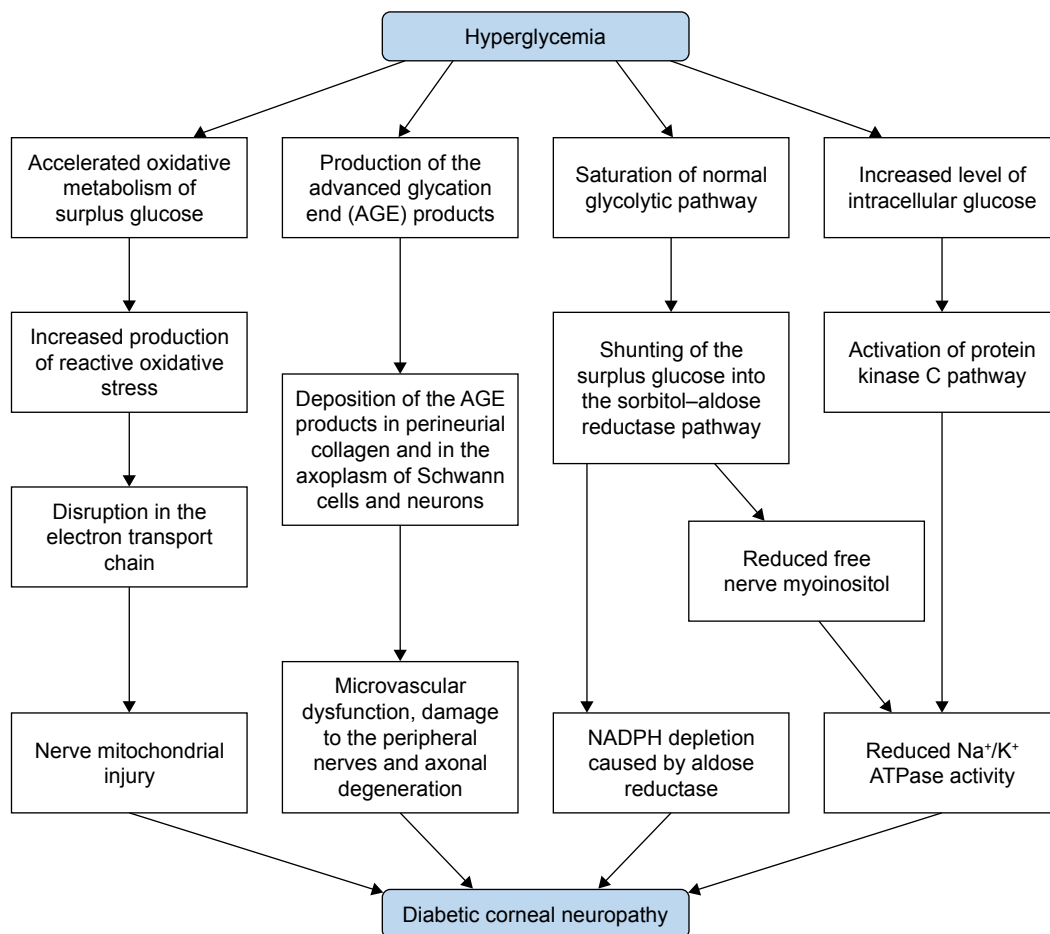 Hyperglycemia
Accelerated oxidative
metabolism of
surplus glucose
Production of the
advanced glycation
end (AGE) products
Saturation of normal
glycolytic pathway
Increased level of
intracellular glucose
Increased production
of reactive oxidative
stress
Deposition of the AGE
products in perineurial
collagen and in the
axoplasm of Schwann
cells and neurons
Shunting of the
surplus glucose into
the sorbitol–aldose
reductase pathway
Activation of protein
kinase C pathway
Disruption in the
electron transport
chain
Reduced free
nerve myoinositol
Nerve mitochondrial
injury
Microvascular
dysfunction, damage
to the peripheral
nerves and axonal
degeneration
NADPH depletion
caused by aldose
reductase
Reduced Na⁺/K⁺
ATPase activity
Diabetic corneal neuropathy